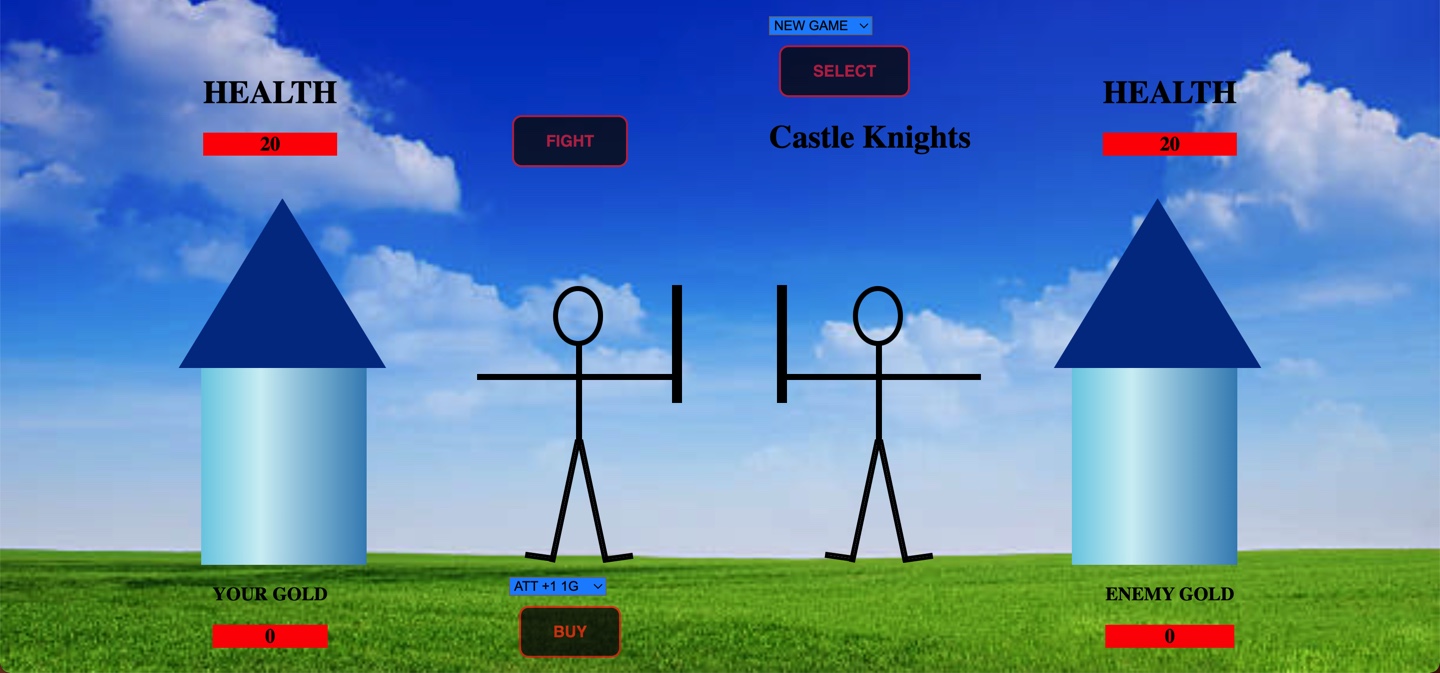 NEW GAME
SELECT
HEALTH
20
FIGHT
Castle Knights
HEALTH
20
YOUR GOLD
0
ATT +1 1G
BUY
ENEMY GOLD
0